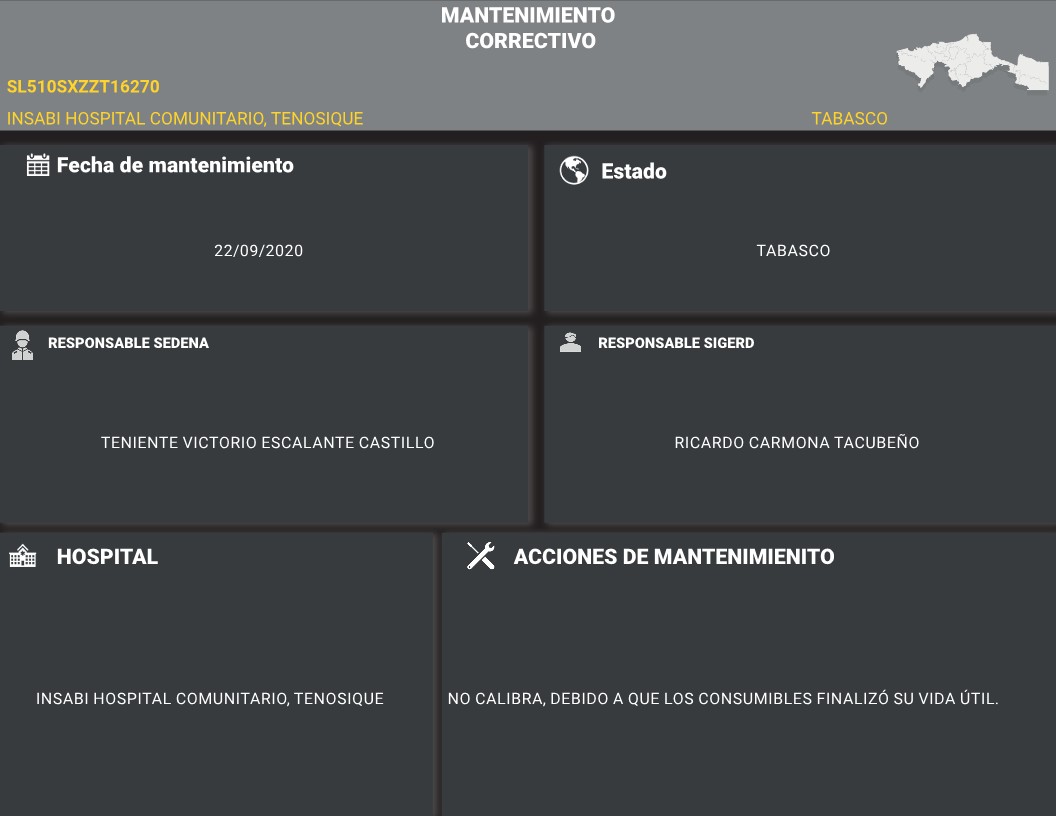 MANTENIMIENTO
CORRECTIVO
SL510SXZZT16270
INSABI HOSPITAL COMUNITARIO, TENOSIQUE
TABASCO
Fecha de mantenimiento
22/09/2020
Estado
TABASCO
RESPONSABLE SEDENA
TENIENTE VICTORIO ESCALANTE CASTILLO
RESPONSABLE SIGERD
RICARDO CARMONA TACUBEÑO
HOSPITAL
INSABI HOSPITAL COMUNITARIO, TENOSIQUE
ACCIONES DE MANTENIMIENITO
NO CALIBRA, DEBIDO A QUE LOS CONSUMIBLES FINALIZÓ SU VIDA ÚTIL.